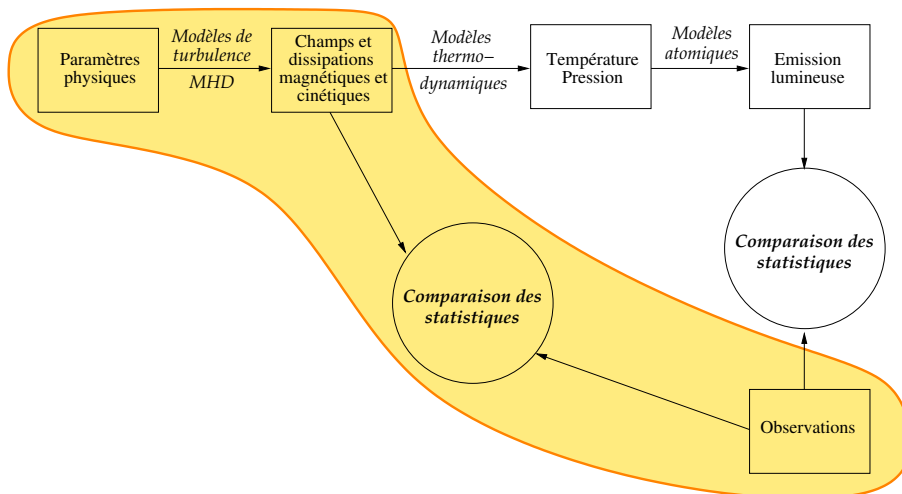 Paramètres
physiques
Modèles de
turbulence
MHD
Champs et
dissipations
magnétiques et
cinétiques
Modèles
thermo−
dynamiques
Température
Pression
Modèles
atomiques
Emission
lumineuse
Comparaison des
statistiques
Comparaison des
statistiques
Observations